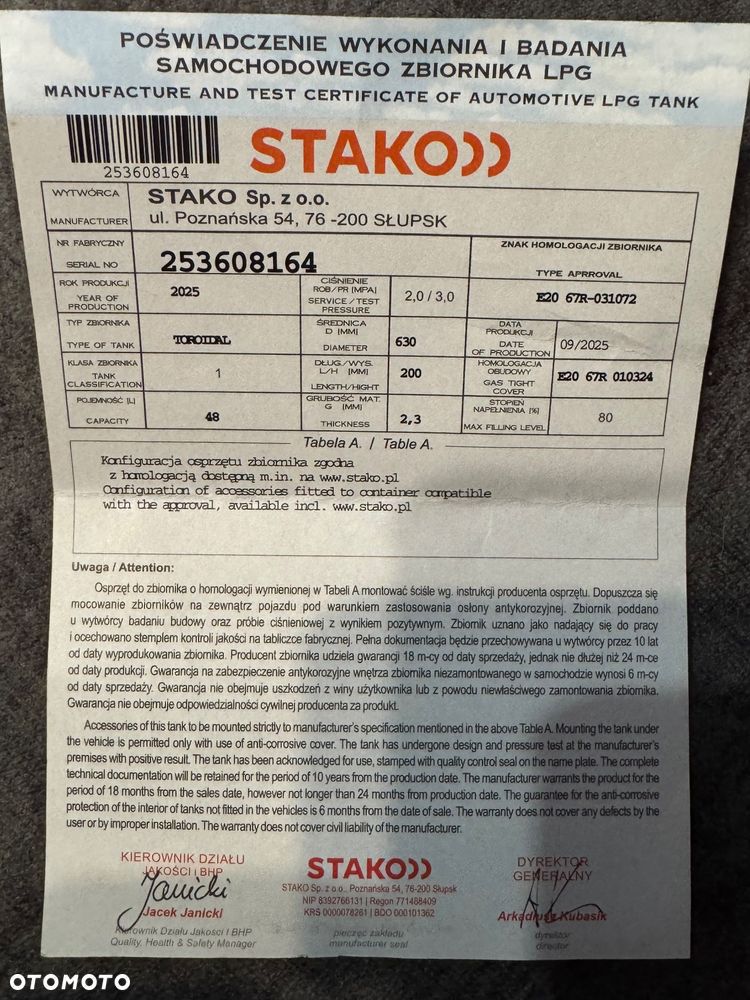 POŚWIADCZENIE WYKONANIA I BADANIA
SAMOCHODOWEGO ZBIORNIKA LPG
MANUFACTURE AND TEST CERTIFICATE OF AUTOMOTIVE LPG TANK
253608164
STAKO
WYTWÓRCA
MANUFACTURER
STAKO Sp. z o.o.
ul. Poznańska 54, 76 -200 SŁUPSK
NR FABRYCZNY
SERIAL NO
253608164
ZNAK HOMOLOGACJI ZBIORNIKA
TYPE APRROVAL
ROK PRODUKCJI
YEAR OF
PRODUCTION
2025
CIŚNIENIE
ROB/PR [MPA]
SERVICE / TEST
PRESSURE
2,0 / 3,0
E20 67R-031072
TYP ZBIORNIKA
TYPE OF TANK
TOROIDAL
ŚREDNICA
D [MM]
DIAMETER
630
DATA
PRODUKCJI
DATE
OF PRODUCTION
09/2025
KLASA ZBIORNIKA
TANK
CLASSIFICATION
1
DŁUG./WYS.
L/H [MM]
LENGTH/HIGHT
200
HOMOLOGACJA
OBUDOWY
GAS TIGHT
COVER
E20 67R 010324
POJEMNOŚĆ [L]
CAPACITY
48
GRUBOŚĆ MAT.
G [MM]
THICKNESS
2,3
STOPIEŃ
NAPEŁNIENIA [%]
MAX FILLING LEVEL
80
Tabela A. / Table A.
Konfiguracja osprzętu zbiornika zgodna
z homologacją dostępną m.in. na www.stako.pl
Configuration of accessories fitted to container compatible
with the approval, available incl. www.stako.pl
Uwaga / Attention:
Osprzęt do zbiornika o homologacji wymienionej w Tabeli A montować ściśle wg. instrukcji producenta osprzętu. Dopuszcza się
mocowanie zbiorników na zewnątrz pojazdu pod warunkiem zastosowania osłony antykorozyjnej. Zbiornik poddano
u wytwórcy badaniu budowy oraz próbie ciśnieniowej z wynikiem pozytywnym. Zbiornik uznano jako nadający się do pracy
i ocechowano stemplem kontroli jakości na tabliczce fabrycznej. Pełna dokumentacja będzie przechowywana u wytwórcy przez 10 lat
od daty wyprodukowania zbiornika. Producent zbiornika udziela gwarancji 18 m-cy od daty sprzedaży, jednak nie dłużej niż 24 m-ce
od daty produkcji. Gwarancja na zabezpieczenie antykorozyjne wnętrza zbiornika niezamontowanego w samochodzie wynosi 6 m-cy
od daty sprzedaży. Gwarancja nie obejmuje uszkodzeń z winy użytkownika lub z powodu niewłaściwego zamontowania zbiornika.
Gwarancja nie obejmuje odpowiedzialności cywilnej producenta za produkt.
Accessories of this tank to be mounted strictly to manufacturer's specification mentioned in the above Table A. Mounting the tank under
the vehicle is permitted only with use of anti-corrosive cover. The tank has undergone design and pressure test at the manufacturer's
premises with positive result. The tank has been acknowledged for use, stamped with quality control seal on the name plate. The complete
technical documentation will be retained for the period of 10 years from the production date. The manufacturer warrants the product for the
period of 18 months from the sales date, however not longer than 24 months from production date. The guarantee for the anti-corrosive
protection of the interior of tanks not fitted in the vehicles is 6 months from the date of sale. The warranty does not cover any defects by the
user or by improper installation. The warranty does not cover civil liability of the manufacturer.
KIEROWNIK DZIAŁU
JAKOŚCI i BHP
Janicki
Jacek Janicki
Kierownik Działu Jakości i BHP
Quality, Health & Safety Manager
STAKO
STAKO Sp. z o.o., Poznańska 54, 76-200 Słupsk
NIP 8392766131 | Regon 771488409
KRS 0000078261 | BDO 000101362
pieczęć zakładu
manufacturer seal
DYREKTOR
GENERALNY
Arkadiusz Kubasik
dyrektor
director
OTOMOTO